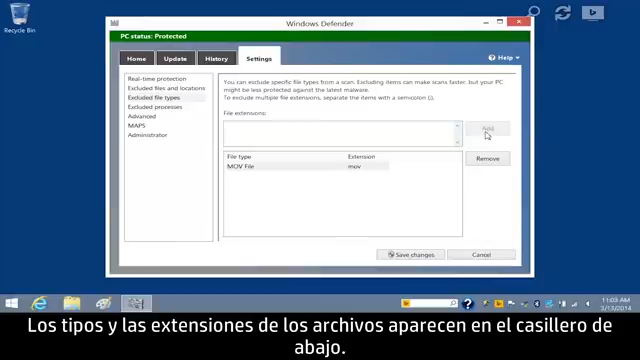 Recycle Bin
Windows Defender
PC status: Protected
Home
Update
History
Settings
Help
Real-time protection
Excluded files and locations
Excluded file types
Excluded processes
Advanced
MAPS
Administrator
You can exclude specific file types from a scan. Excluding items can make scans faster, but your PC
might be less protected against the latest malware.
To exclude multiple file extensions, separate the items with a semicolon (;).
File extensions:
Add
File type Extension
MOV File mov
Remove
Save changes
Cancel
11:03 AM
3/13/2014
Los tipos y las extensiones de los archivos aparecen en el casillero de
abajo.